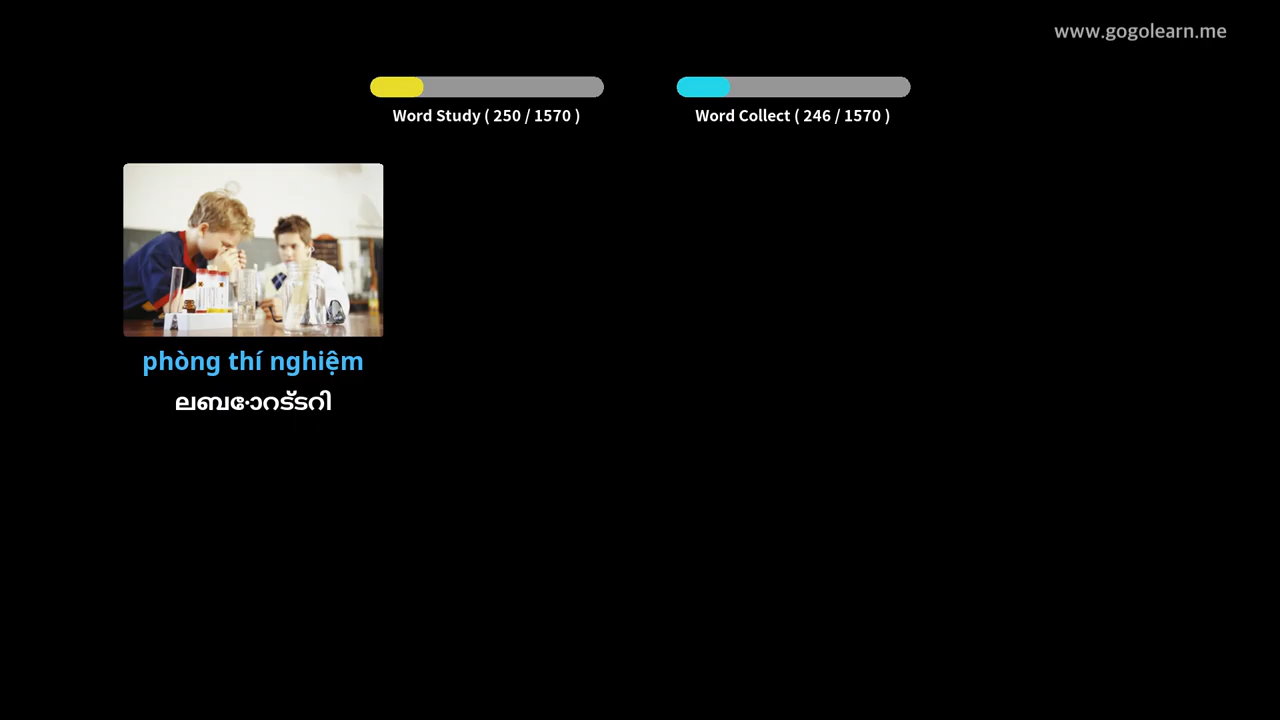 www.gogolearn.me
Word Study ( 250 / 1570 )
Word Collect ( 246 / 1570 )
phòng thí nghiệm
ലബോറട്ടറി